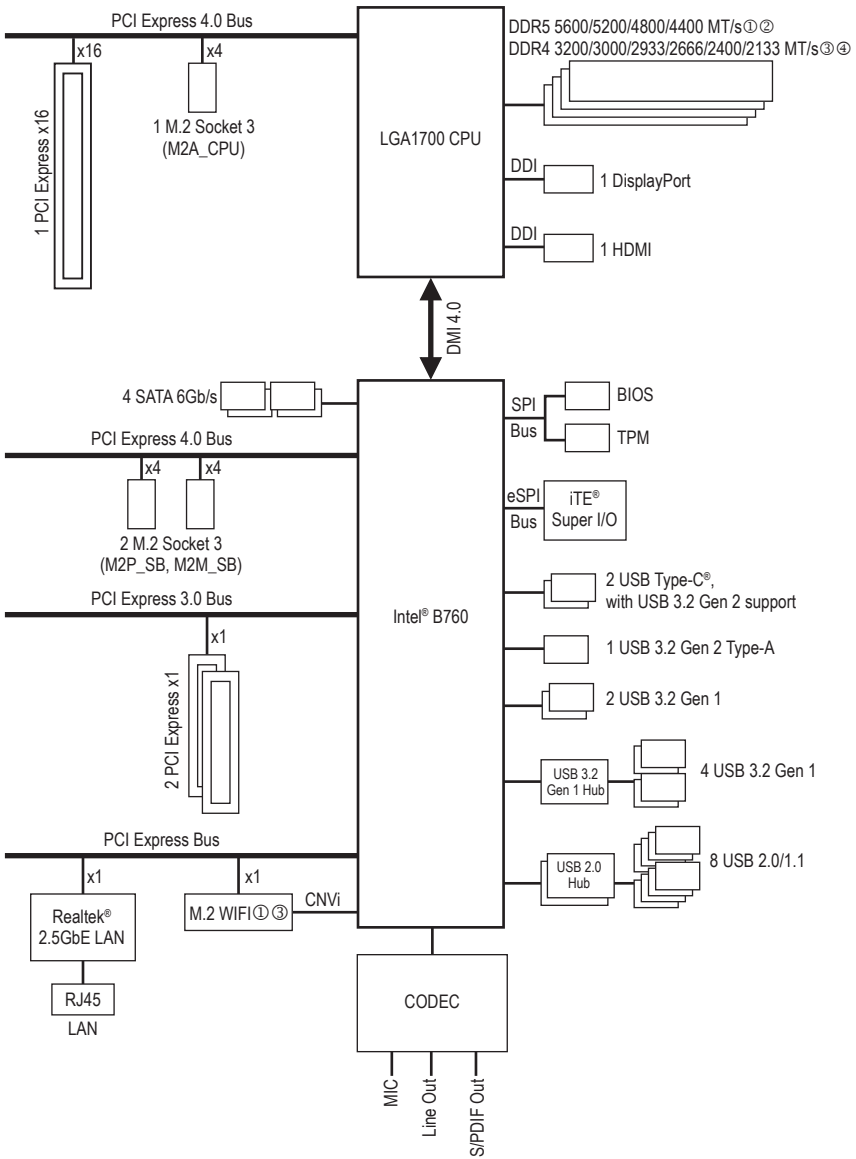 PCI Express 4.0 Bus
x16
x4
1 PCI Express x16
1 M.2 Socket 3
(M2A_CPU)
LGA1700 CPU
DDR5 5600/5200/4800/4400 MT/s①②
DDR4 3200/3000/2933/2666/2400/2133 MT/s③④
DDI
1 DisplayPort
DDI
1 HDMI
DMI 4.0
4 SATA 6Gb/s
PCI Express 4.0 Bus
x4
x4
2 M.2 Socket 3
(M2P_SB, M2M_SB)
PCI Express 3.0 Bus
x1
2 PCI Express x1
PCI Express Bus
x1
x1
Realtek®
2.5GbE LAN
RJ45
LAN
M.2 WIFI①③
CNVi
Intel® B760
SPI
Bus
BIOS
TPM
eSPI
Bus
iTE®
Super I/O
2 USB Type-C®,
with USB 3.2 Gen 2 support
1 USB 3.2 Gen 2 Type-A
2 USB 3.2 Gen 1
USB 3.2
Gen 1 Hub
4 USB 3.2 Gen 1
USB 2.0
Hub
8 USB 2.0/1.1
CODEC
MIC
Line Out
S/PDIF Out